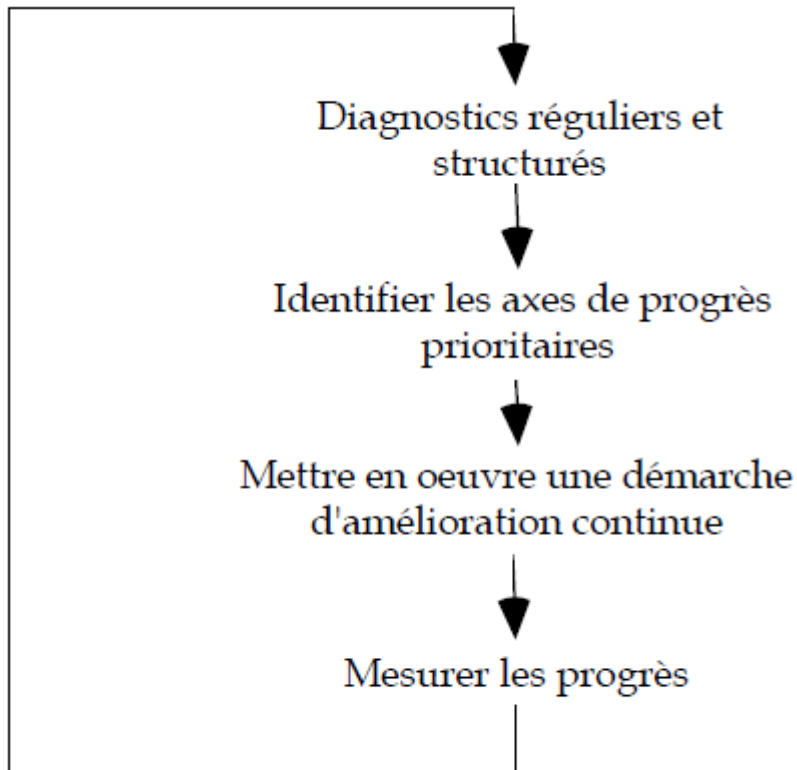 Diagnostics réguliers et
structurés
Identifier les axes de progrès
prioritaires
Mettre en oeuvre une démarche
d'amélioration continue
Mesurer les progrès